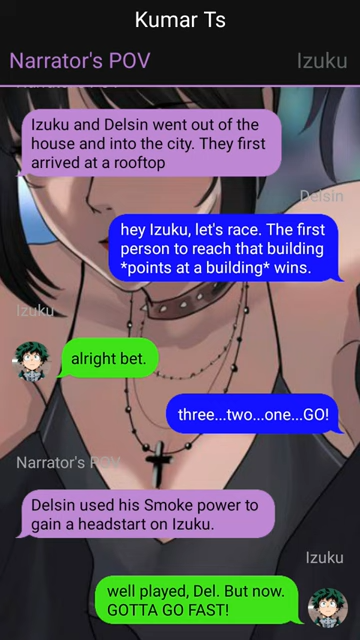 Kumar Ts
Narrator's POV
Izuku
Izuku and Delsin went out of the
house and into the city. They first
arrived at a rooftop
Delsin
hey Izuku, let's race. The first
person to reach that building
*points at a building* wins.
Izuku
alright bet.
three...two...one...GO!
Narrator's POV
Delsin used his Smoke power to
gain a headstart on Izuku.
Izuku
well played, Del. But now.
GOTTA GO FAST!